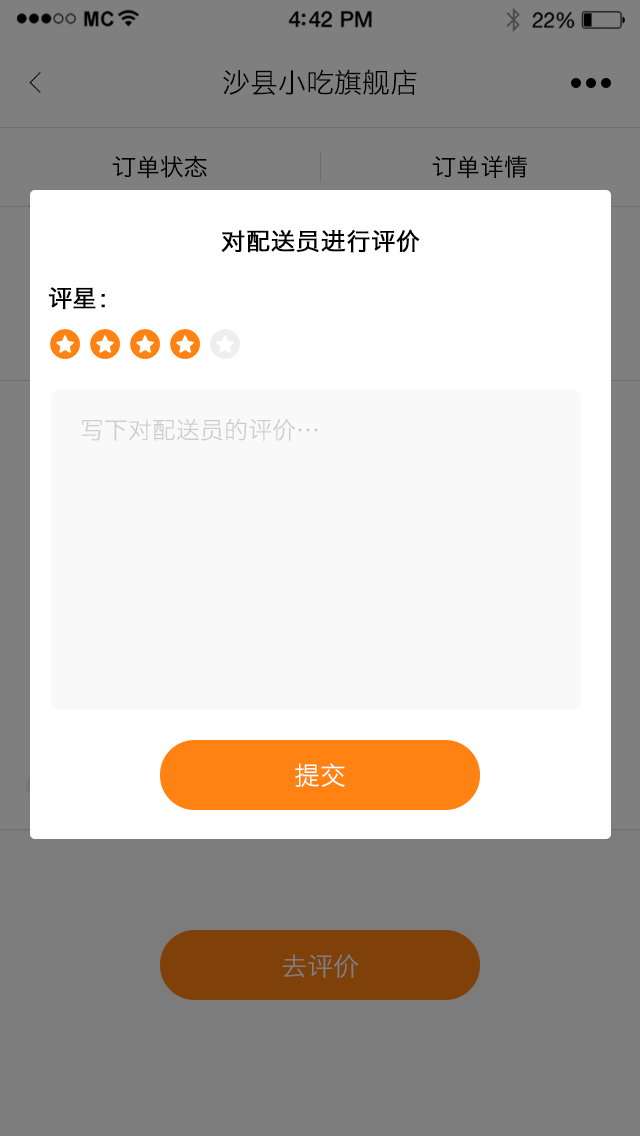 MC 4:42 PM 22%
沙县小吃旗舰店
订单状态 订单详情
对配送员进行评价
评星：
写下对配送员的评价…
提交
去评价